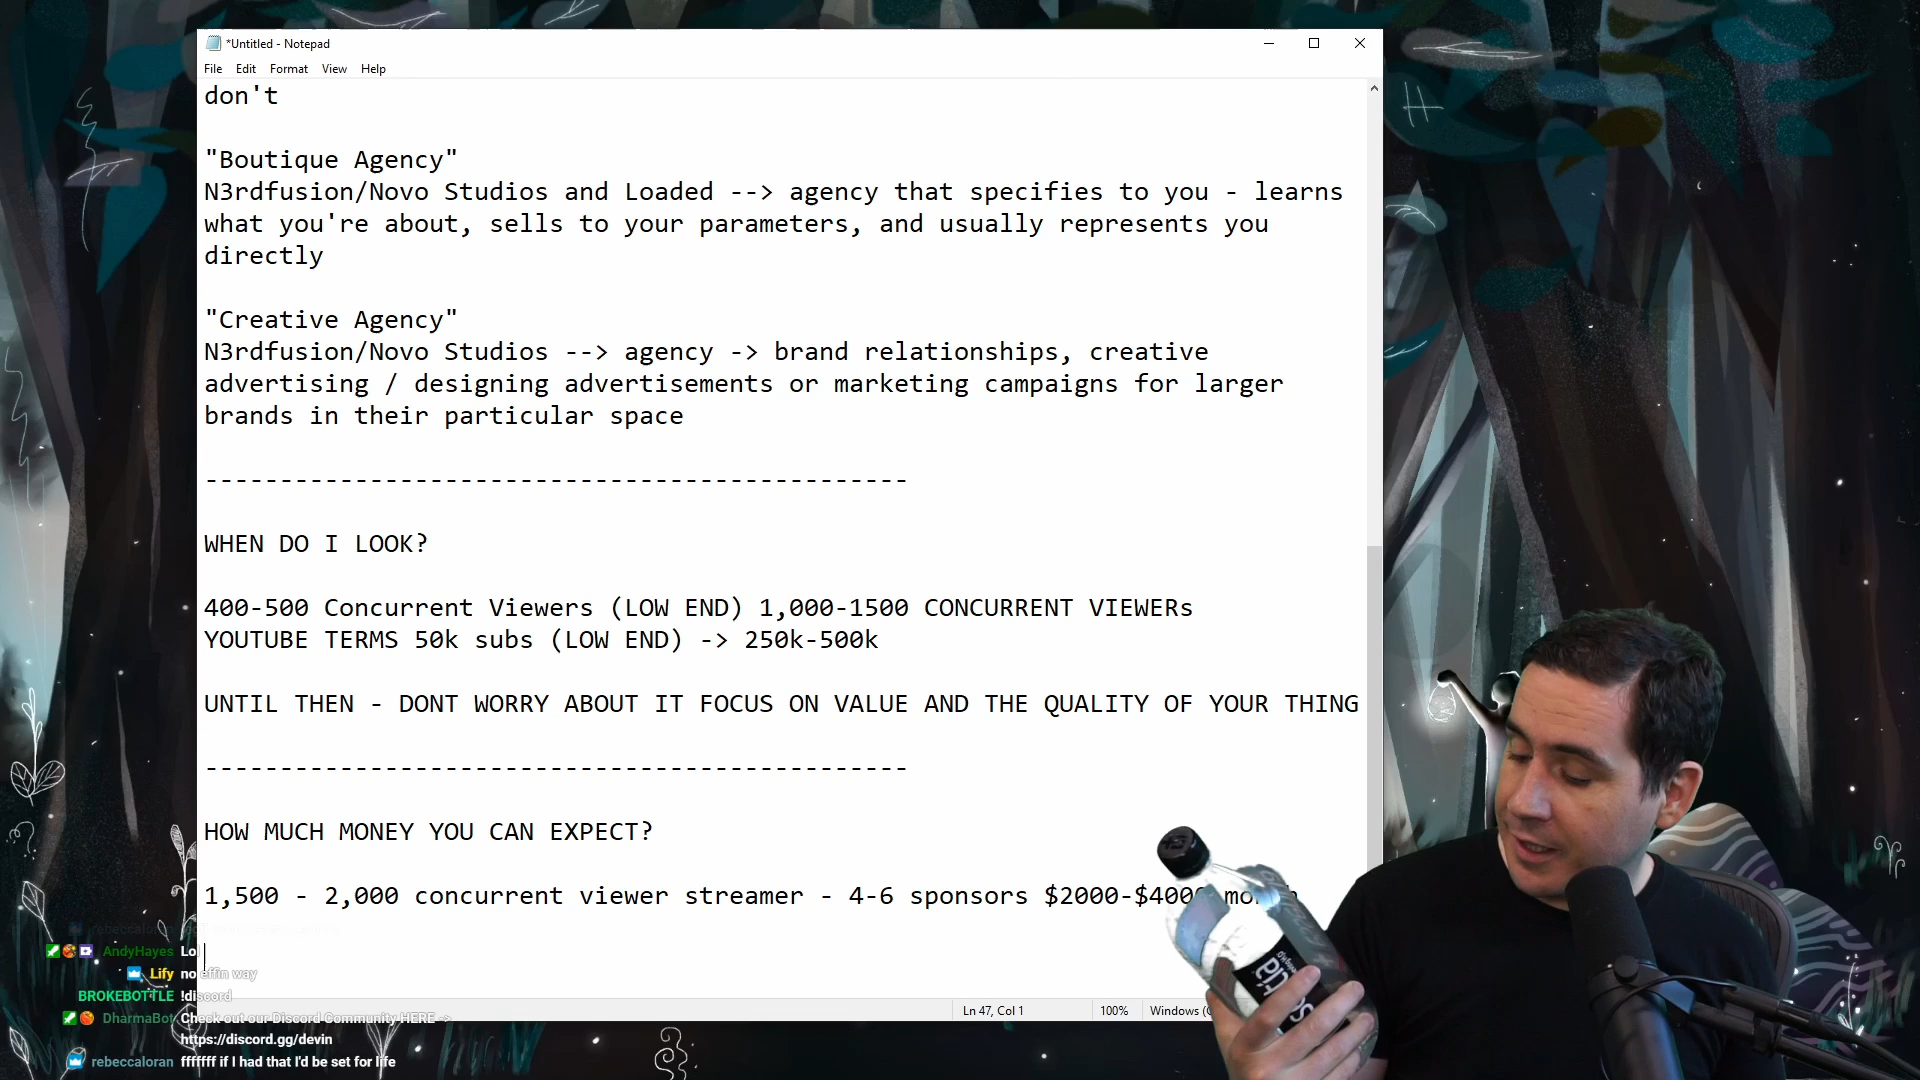 *Untitled - Notepad
File Edit Format View Help
don't
"Boutique Agency"
N3rdfusion/Novo Studios and Loaded --> agency that specifies to you - learns
what you're about, sells to your parameters, and usually represents you
directly
"Creative Agency"
N3rdfusion/Novo Studios --> agency -> brand relationships, creative
advertising / designing advertisements or marketing campaigns for larger
brands in their particular space
-----------------------------------------------
WHEN DO I LOOK?
400-500 Concurrent Viewers (LOW END) 1,000-1500 CONCURRENT VIEWERs
YOUTUBE TERMS 50k subs (LOW END) -> 250k-500k
UNTIL THEN - DONT WORRY ABOUT IT FOCUS ON VALUE AND THE QUALITY OF YOUR THING
-----------------------------------------------
HOW MUCH MONEY YOU CAN EXPECT?
1,500 - 2,000 concurrent viewer streamer - 4-6 sponsors $2000-$4000
AndyHayes
Lify no effin way
BROKEBOTTLE !discord
DharmaBot Check out our Discord Community HERE ->
https://discord.gg/devin
rebeccaloran fffffff if I had that I'd be set for life
Ln 47, Col 1 100% Windows